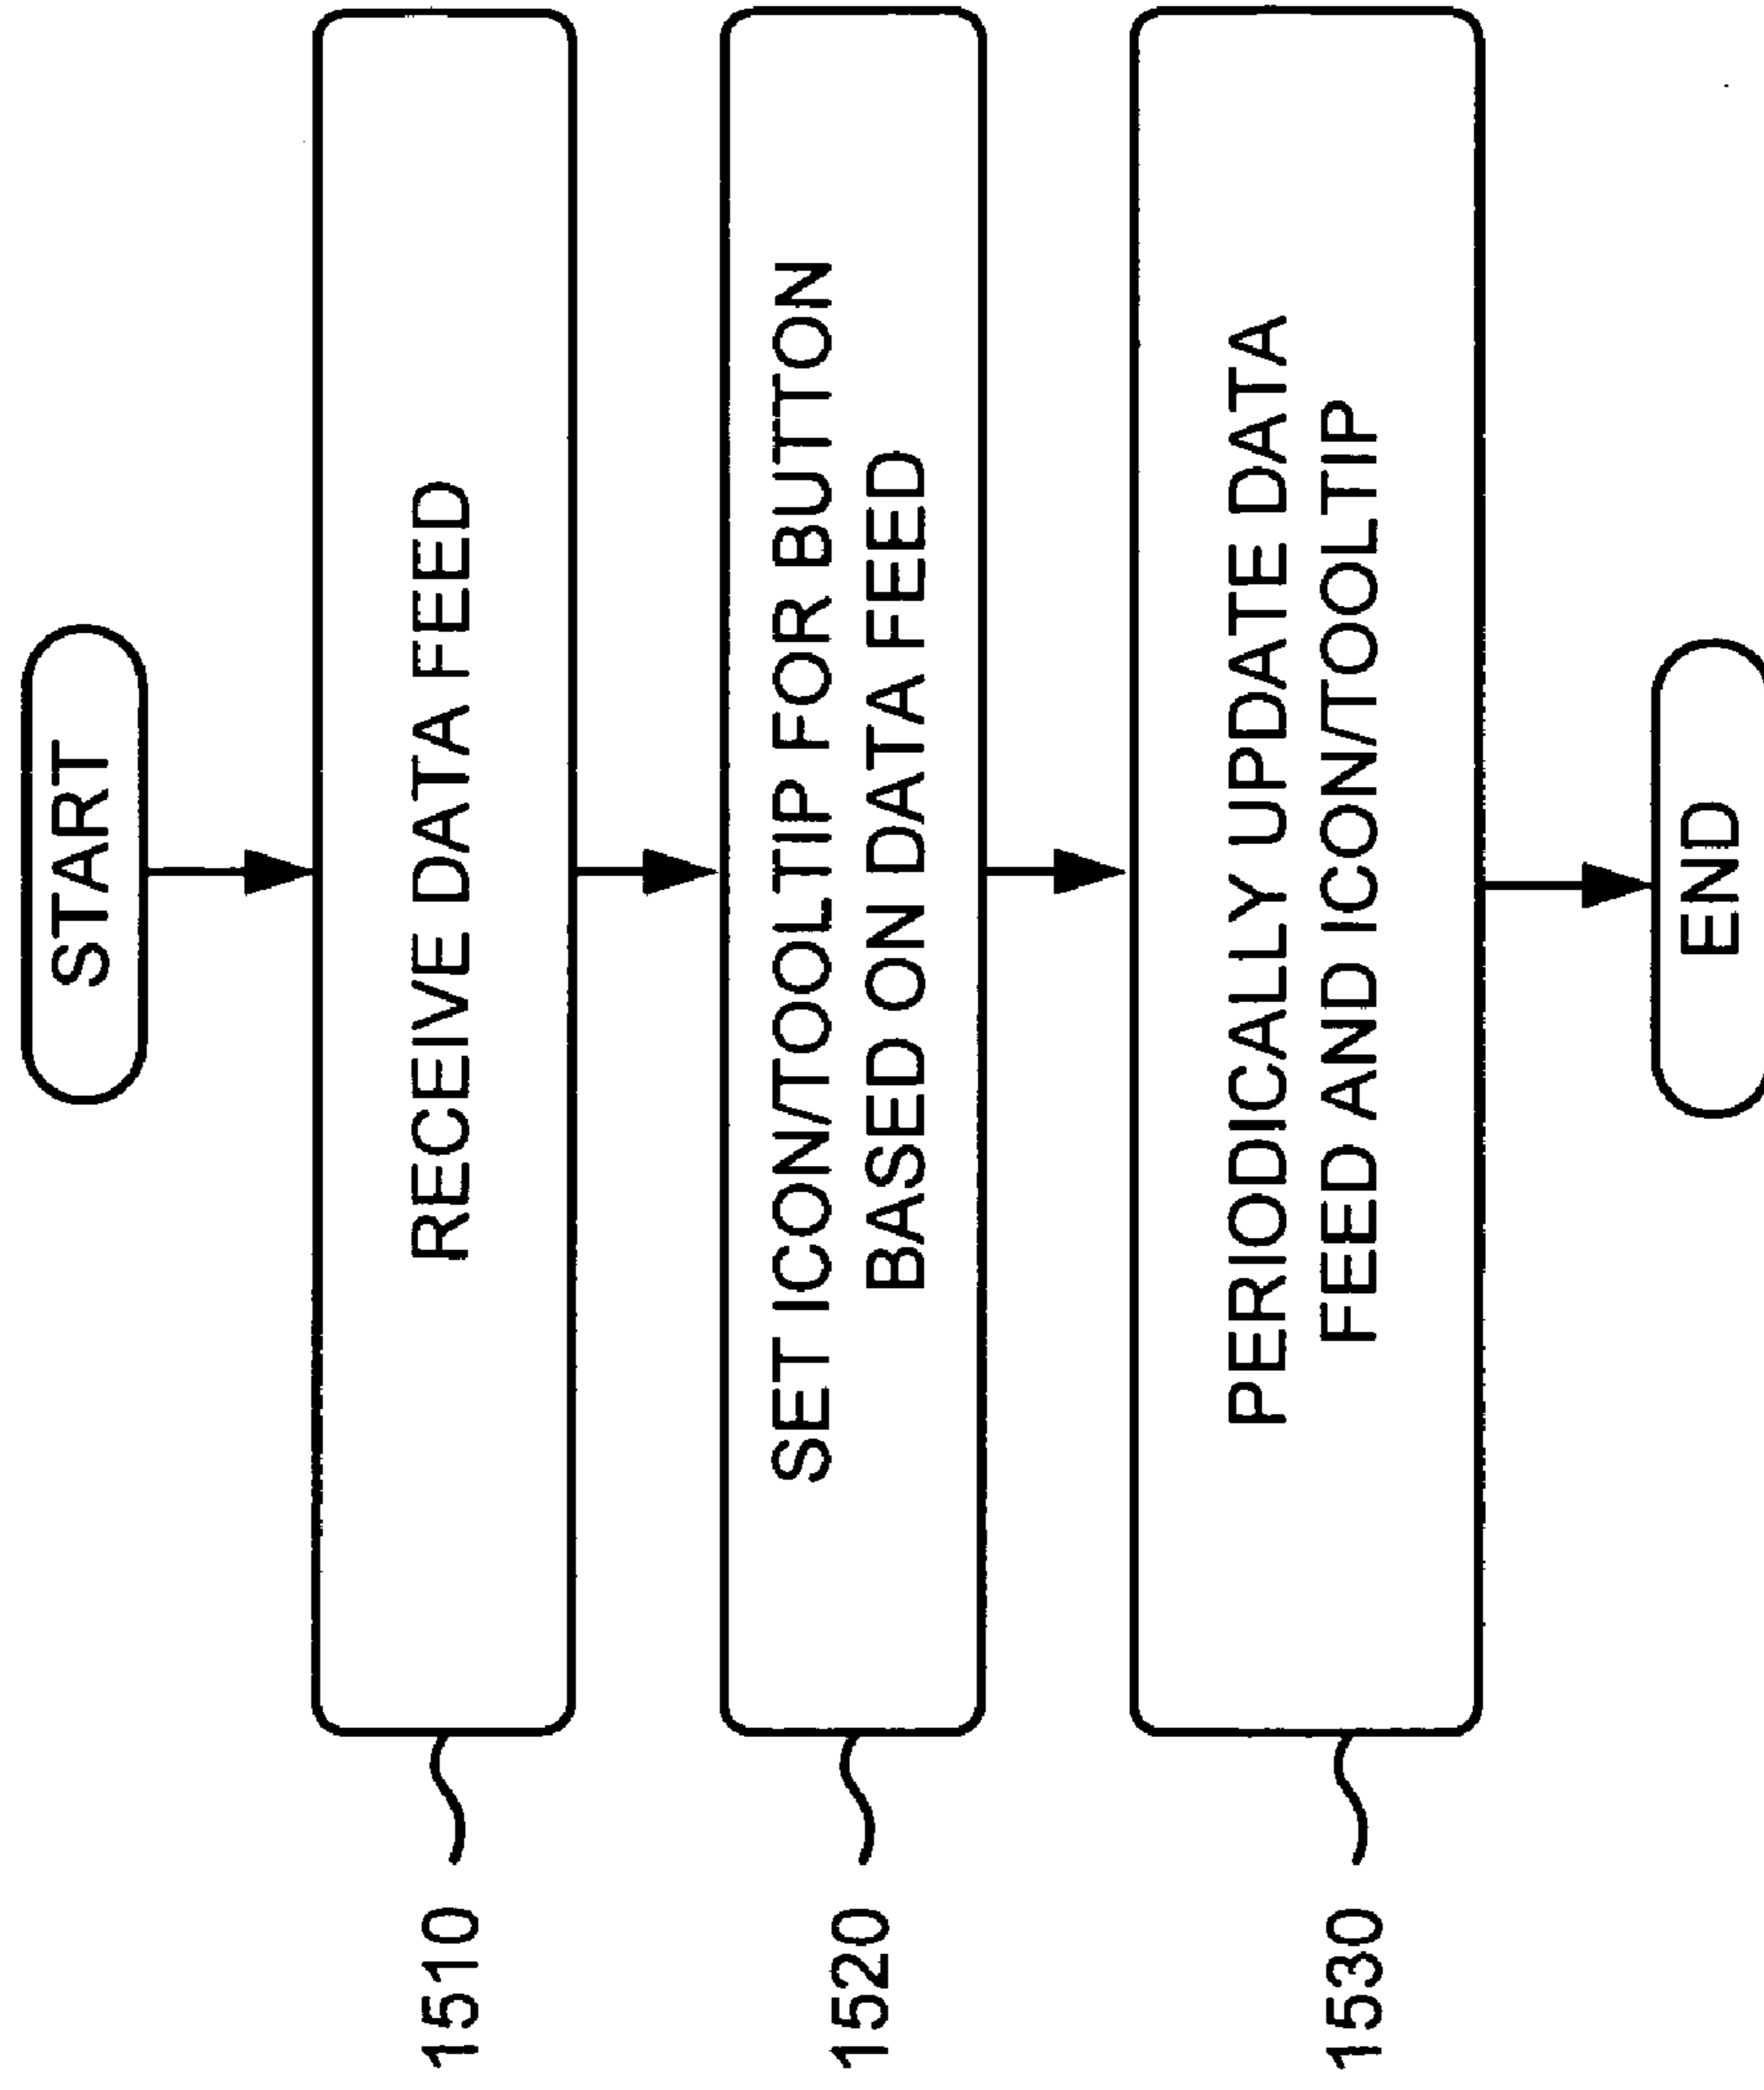 START
1510
RECEIVE DATA FEED
1520
SET ICON/TOOLTIP FOR BUTTON
BASED ON DATA FEED
1530
PERIODICALLY UPDATE DATA
FEED AND ICON/TOOLTIP
END